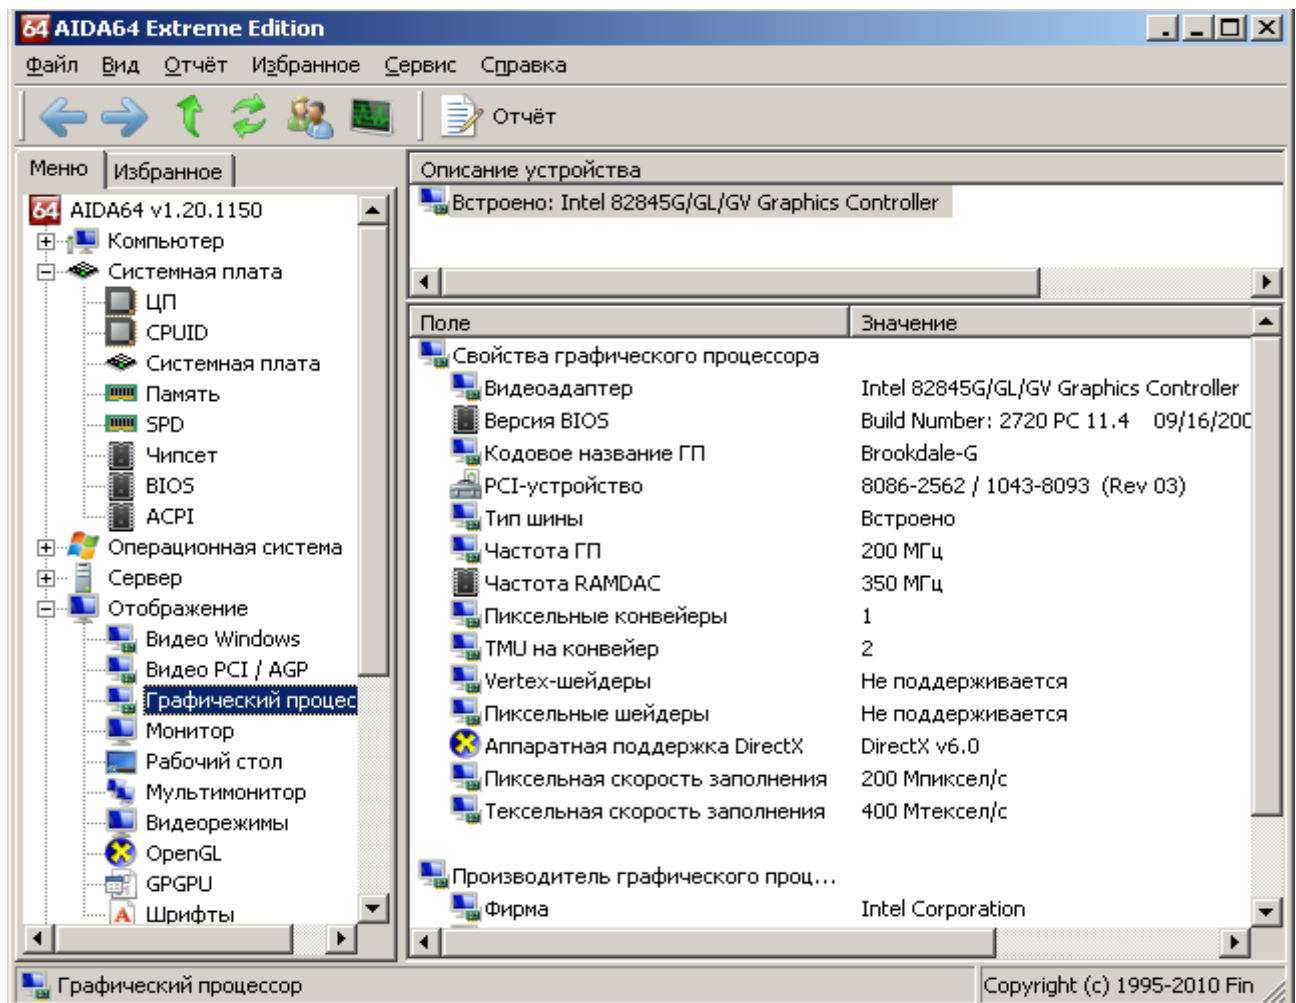 64 AIDA64 Extreme Edition
Файл Вид Отчёт Избранное Сервис Справка
Отчёт
Меню Избранное
64 AIDA64 v1.20.1150
Компьютер
Системная плата
ЦП
CPUID
Системная плата
Память
SPD
Чипсет
BIOS
ACPI
Операционная система
Сервер
Отображение
Видео Windows
Видео PCI / AGP
Графический процес
Монитор
Рабочий стол
Мультимонитор
Видеорежимы
OpenGL
GPGPU
Шрифты
Описание устройства
Встроено: Intel 82845G/GL/GV Graphics Controller
Поле Значение
Свойства графического процессора
Видеоадаптер Intel 82845G/GL/GV Graphics Controller
Версия BIOS Build Number: 2720 PC 11.4 09/16/200
Кодовое название ГП Brookdale-G
PCI-устройство 8086-2562 / 1043-8093 (Rev 03)
Тип шины Встроено
Частота ГП 200 МГц
Частота RAMDAC 350 МГц
Пиксельные конвейеры 1
TMU на конвейер 2
Vertex-шейдеры Не поддерживается
Пиксельные шейдеры Не поддерживается
Аппаратная поддержка DirectX DirectX v6.0
Пиксельная скорость заполнения 200 Мпиксел/с
Тексельная скорость заполнения 400 Мтексел/с
Производитель графического проц...
Фирма Intel Corporation
Графический процессор Copyright (c) 1995-2010 Fin